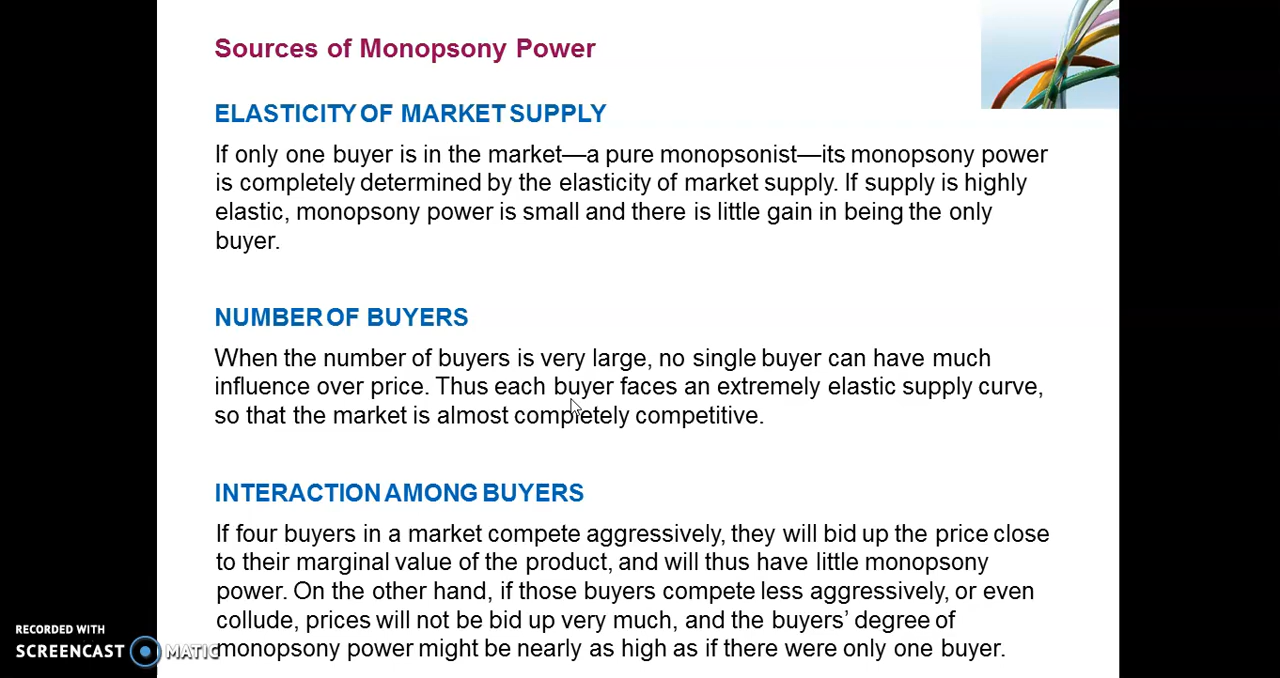 Sources of Monopsony Power
ELASTICITY OF MARKET SUPPLY
If only one buyer is in the market—a pure monopsonist—its monopsony power
is completely determined by the elasticity of market supply. If supply is highly
elastic, monopsony power is small and there is little gain in being the only
buyer.
NUMBER OF BUYERS
When the number of buyers is very large, no single buyer can have much
influence over price. Thus each buyer faces an extremely elastic supply curve,
so that the market is almost completely competitive.
INTERACTION AMONG BUYERS
If four buyers in a market compete aggressively, they will bid up the price close
to their marginal value of the product, and will thus have little monopsony
power. On the other hand, if those buyers compete less aggressively, or even
collude, prices will not be bid up very much, and the buyers’ degree of
monopsony power might be nearly as high as if there were only one buyer.
RECORDED WITH
SCREENCAST MATIC